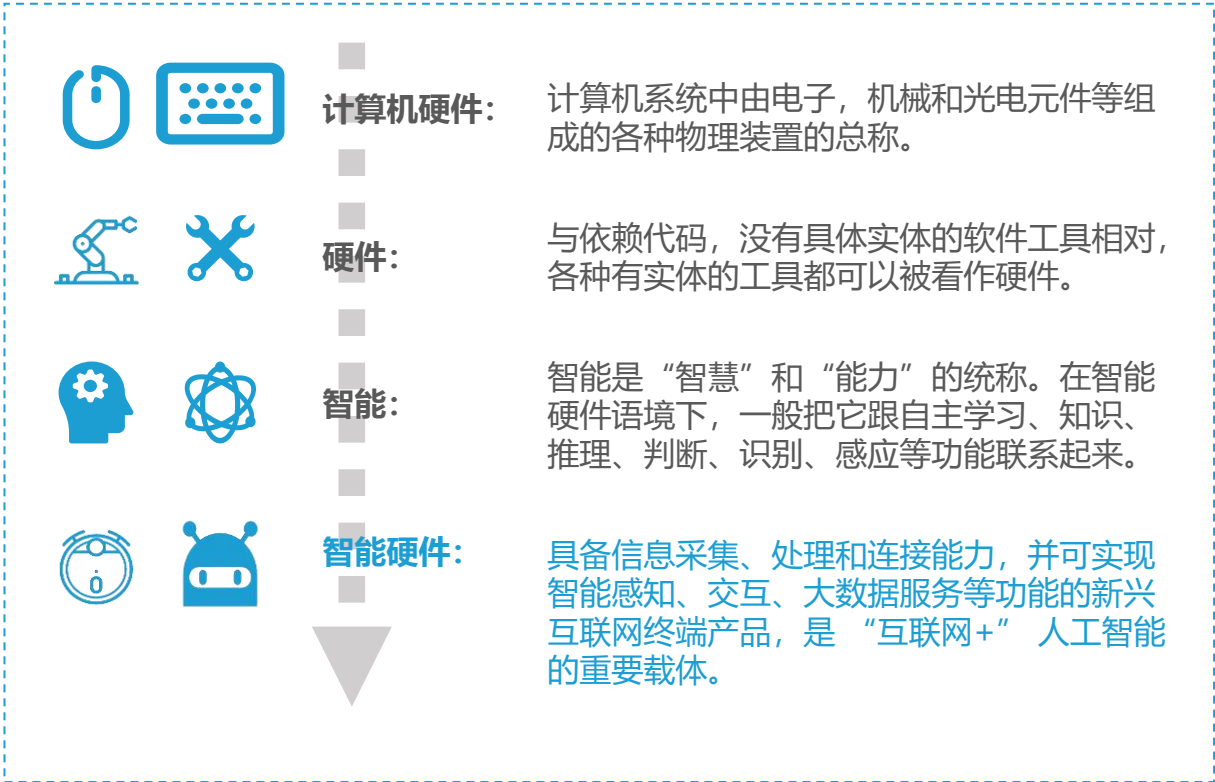 计算机硬件：
计算机系统中由电子，机械和光电元件等组
成的各种物理装置的总称。
硬件：
与依赖代码，没有具体实体的软件工具相对，
各种有实体的工具都可以被看作硬件。
智能：
智能是“智慧”和“能力”的统称。在智能
硬件语境下，一般把它跟自主学习、知识、
推理、判断、识别、感应等功能联系起来。
智能硬件：
具备信息采集、处理和连接能力，并可实现
智能感知、交互、大数据服务等功能的新兴
互联网终端产品，是 “互联网+” 人工智能
的重要载体。